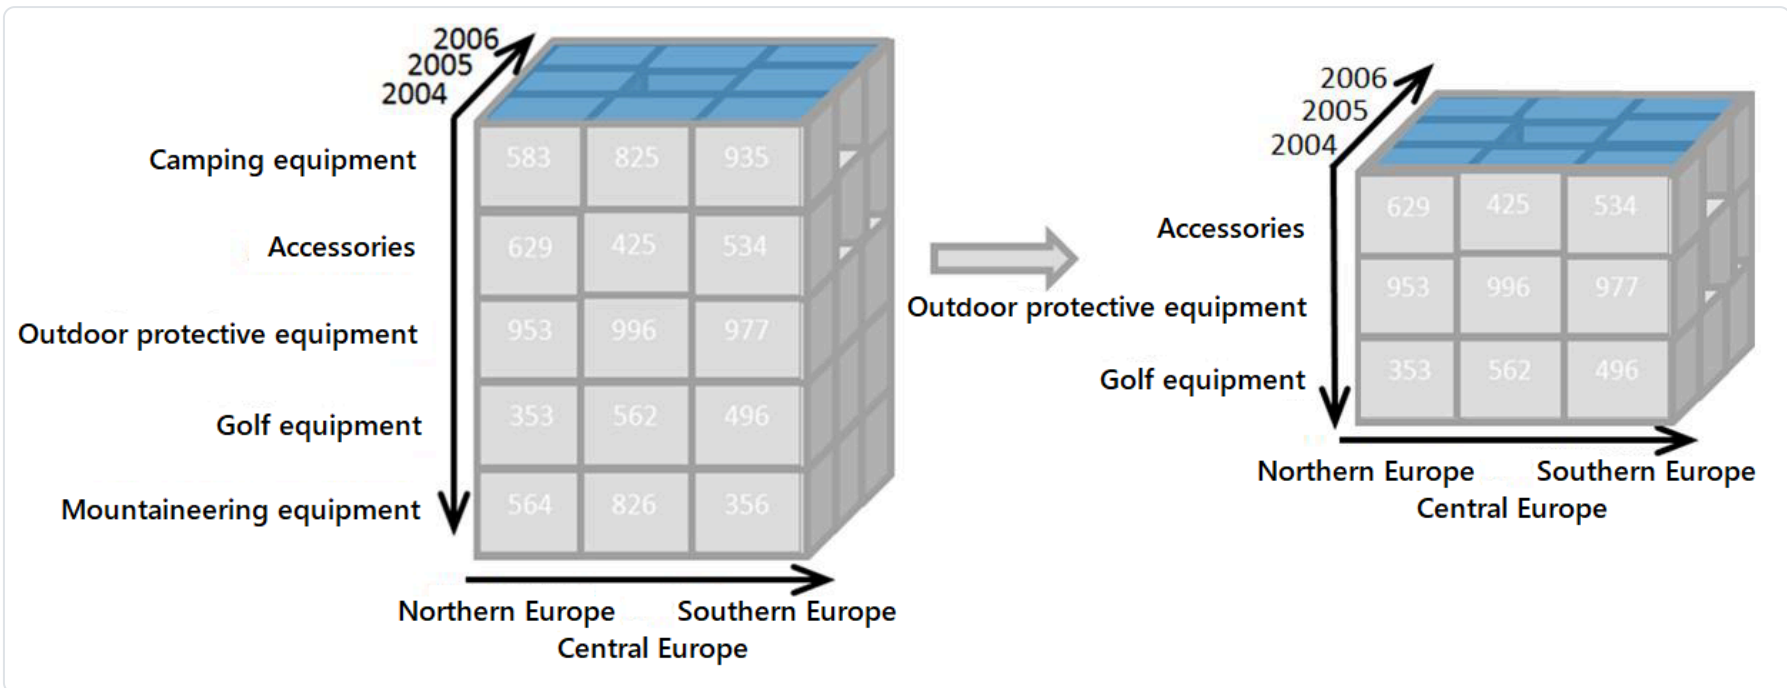 2006
2005
2004
Camping equipment
583 825 935
Accessories
629 425 534
Outdoor protective equipment
953 996 977
Golf equipment
353 562 496
Mountaineering equipment
564 826 356
Northern Europe Southern Europe
Central Europe
2006
2005
2004
Accessories
629 425 534
Outdoor protective equipment
953 996 977
Golf equipment
353 562 496
Northern Europe Southern Europe
Central Europe